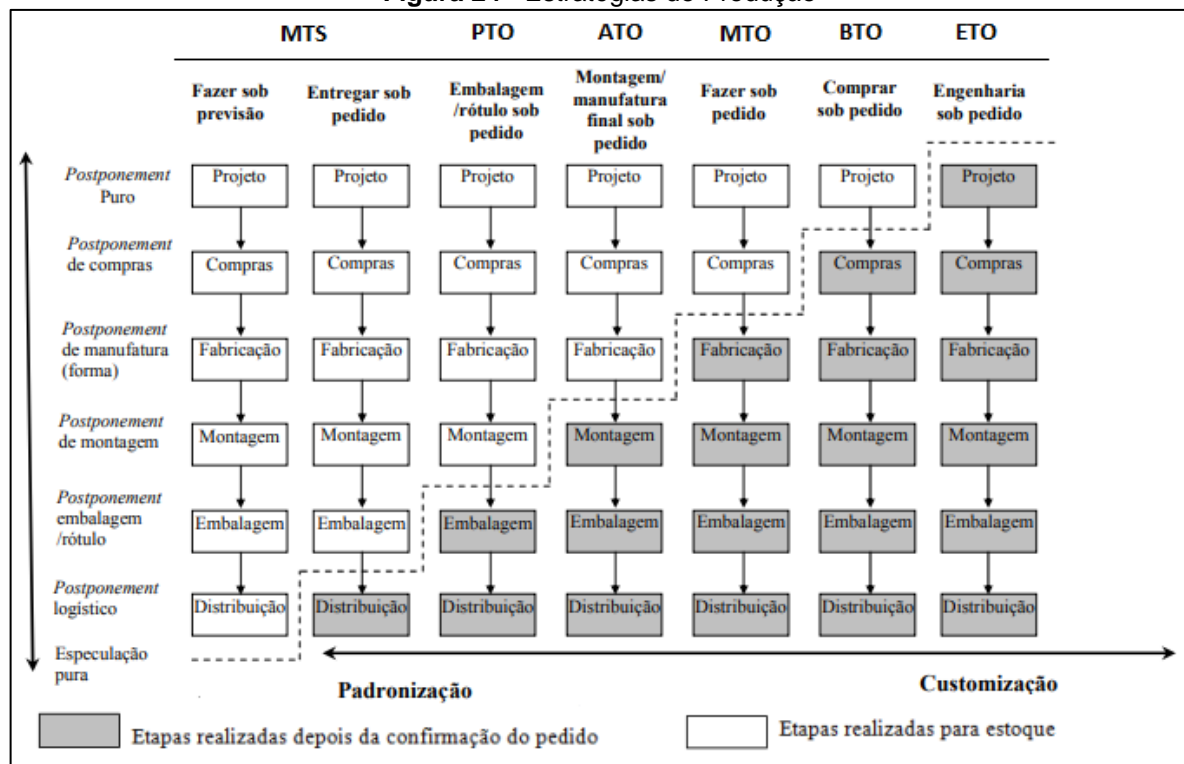 Figura 21 - Estratégias de Produção
MTS PTO ATO MTO BTO ETO
Fazer sob previsão
Entregar sob pedido
Embalagem /rótulo sob pedido
Montagem/ manufatura final sob pedido
Fazer sob pedido
Comprar sob pedido
Engenharia sob pedido
Postponement Puro
Projeto Projeto Projeto Projeto Projeto Projeto Projeto
Postponement de compras
Compras Compras Compras Compras Compras Compras Compras
Postponement de manufatura (forma)
Fabricação Fabricação Fabricação Fabricação Fabricação Fabricação Fabricação
Postponement de montagem
Montagem Montagem Montagem Montagem Montagem Montagem Montagem
Postponement embalagem /rótulo
Embalagem Embalagem Embalagem Embalagem Embalagem Embalagem Embalagem
Postponement logístico
Distribuição Distribuição Distribuição Distribuição Distribuição Distribuição Distribuição
Especulação pura
Padronização Customização
Etapas realizadas depois da confirmação do pedido
Etapas realizadas para estoque